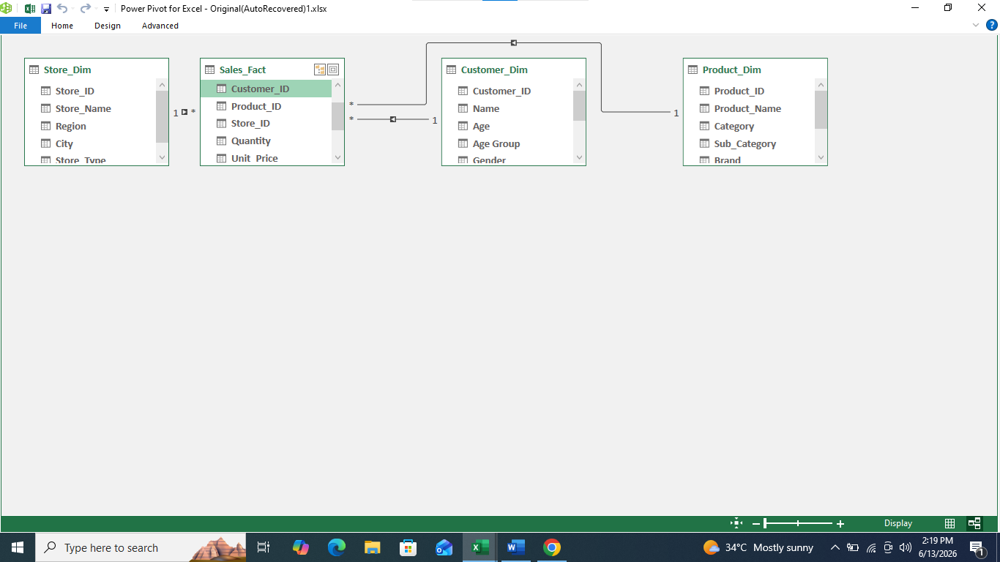 Power Pivot for Excel - Original(AutoRecovered)1.xlsx
File Home Design Advanced
Store_Dim
Store_ID
Store_Name
Region
City
Store_Type
1 *
Sales_Fact
Customer_ID
Product_ID
Store_ID
Quantity
Unit_Price
*
* 1
Customer_Dim
Customer_ID
Name
Age
Age Group
Gender
1
Product_Dim
Product_ID
Product_Name
Category
Sub_Category
Brand
Display
Type here to search
34°C Mostly sunny
2:19 PM
6/13/2026
1